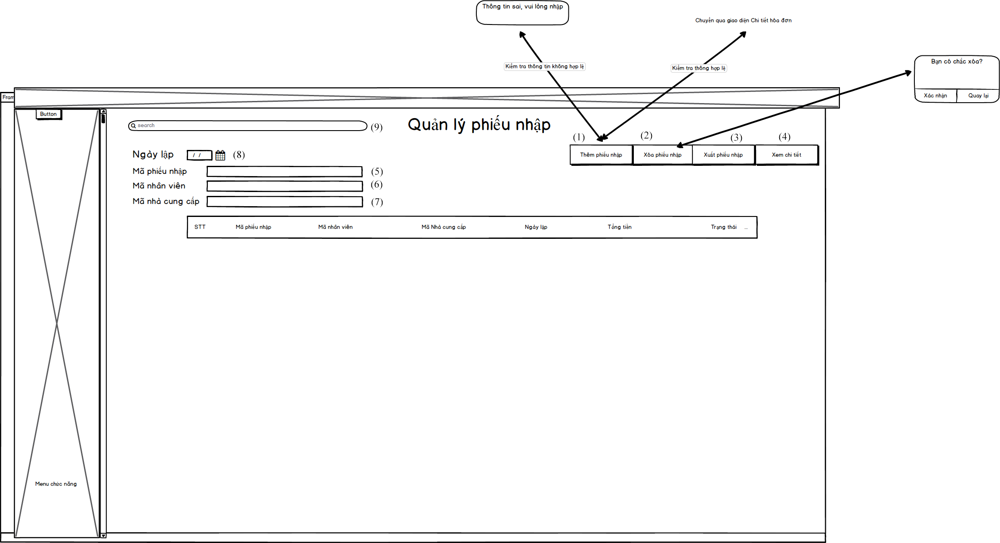 Thông tin sai, vui lòng nhập
Chuyển qua giao diện Chi tiết hóa đơn
Bạn có chắc xóa?
Xác nhận
Quay lại
Kiểm tra thông tin không hợp lệ
Kiểm tra thông hợp lệ
Fram
Button
search
(9)
Quản lý phiếu nhập
(1)
(2)
(3)
(4)
Thêm phiếu nhập
Xóa phiếu nhập
Xuất phiếu nhập
Xem chi tiết
Ngày lập
/ /
(8)
Mã phiếu nhập
(5)
Mã nhân viên
(6)
Mã nhà cung cấp
(7)
STT Mã phiếu nhập Mã nhân viên Mã Nhà cung cấp Ngày lập Tổng tiền Trạng thái ...
Menu chức năng